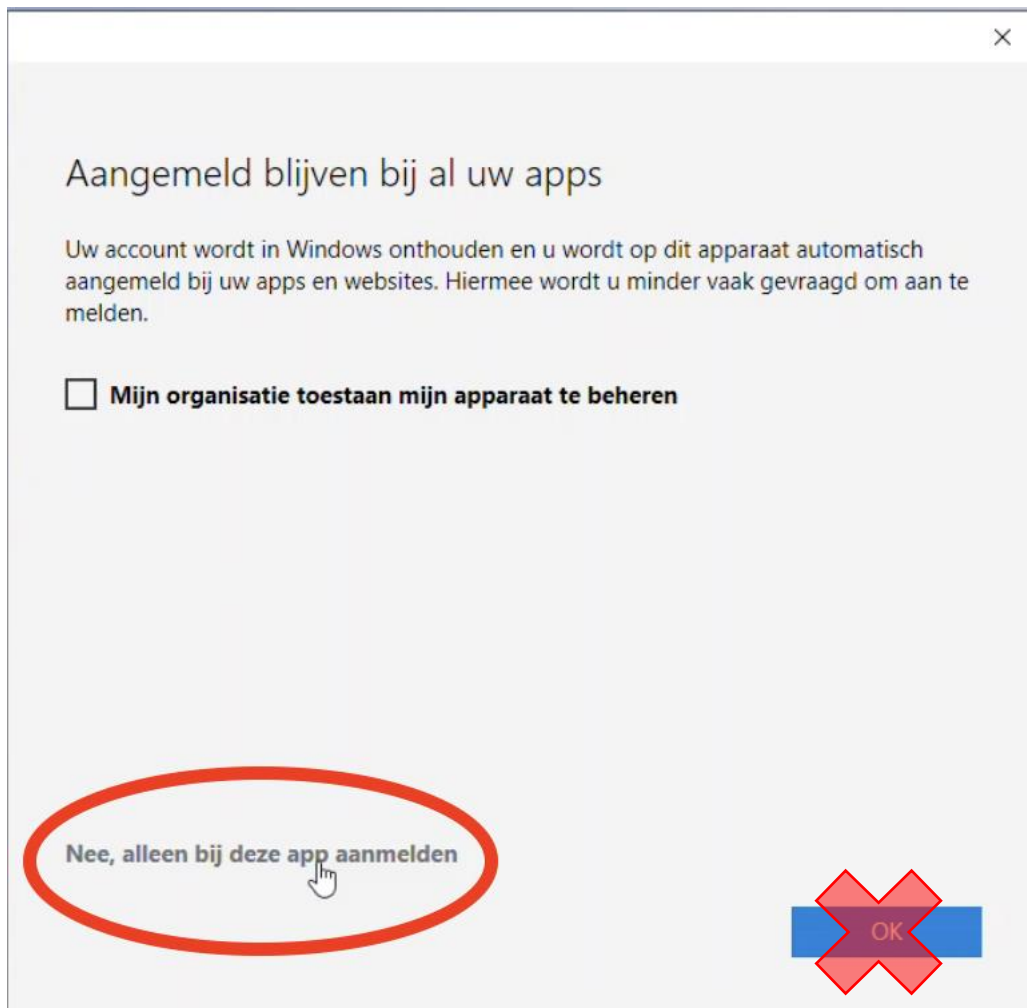 Aangemeld blijven bij al uw apps
Uw account wordt in Windows onthouden en u wordt op dit apparaat automatisch
aangemeld bij uw apps en websites. Hiermee wordt u minder vaak gevraagd om aan te
melden.
Mijn organisatie toestaan mijn apparaat te beheren
Nee, alleen bij deze app aanmelden
OK